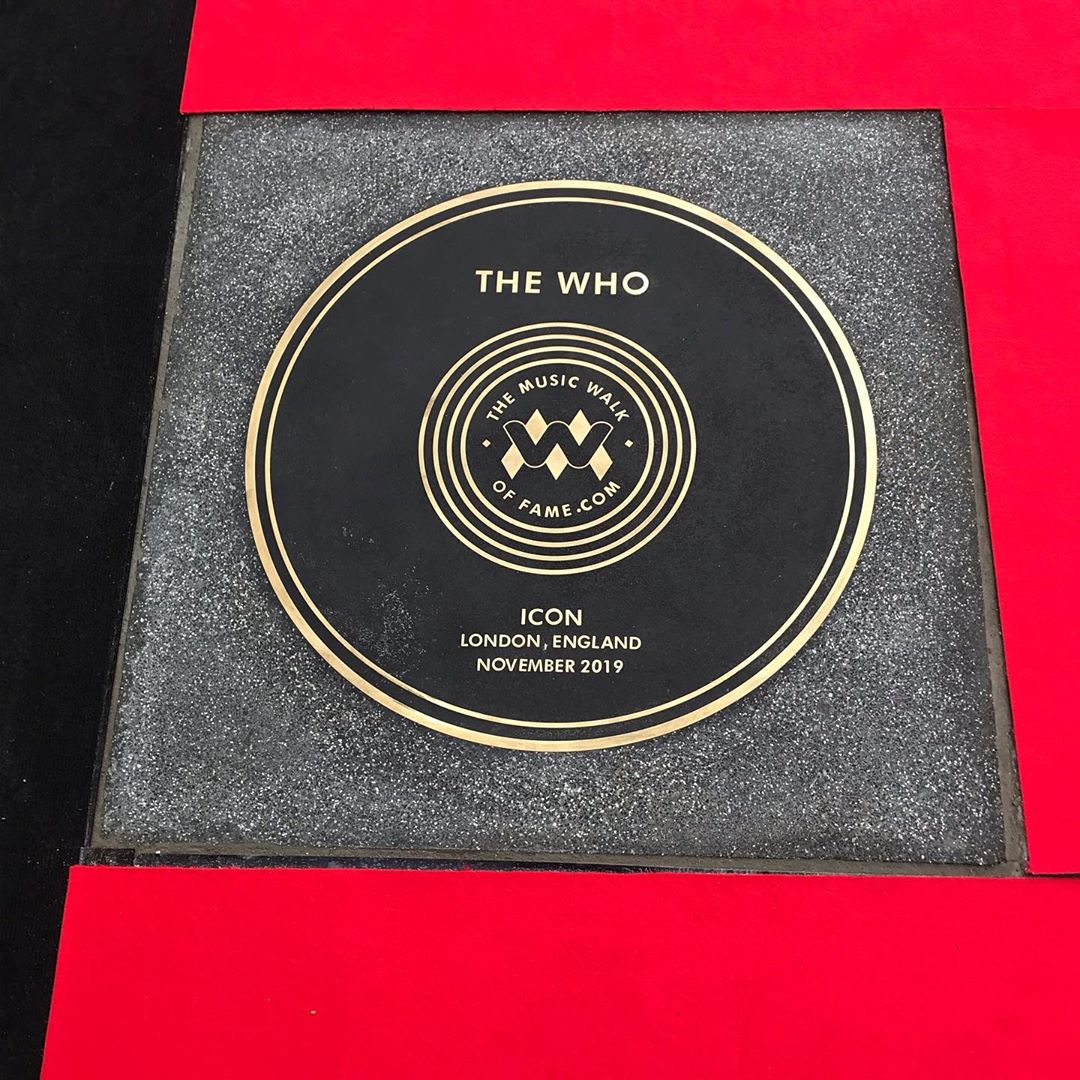 THE WHO
THE MUSIC WALK
OF FAME.COM
ICON
LONDON, ENGLAND
NOVEMBER 2019